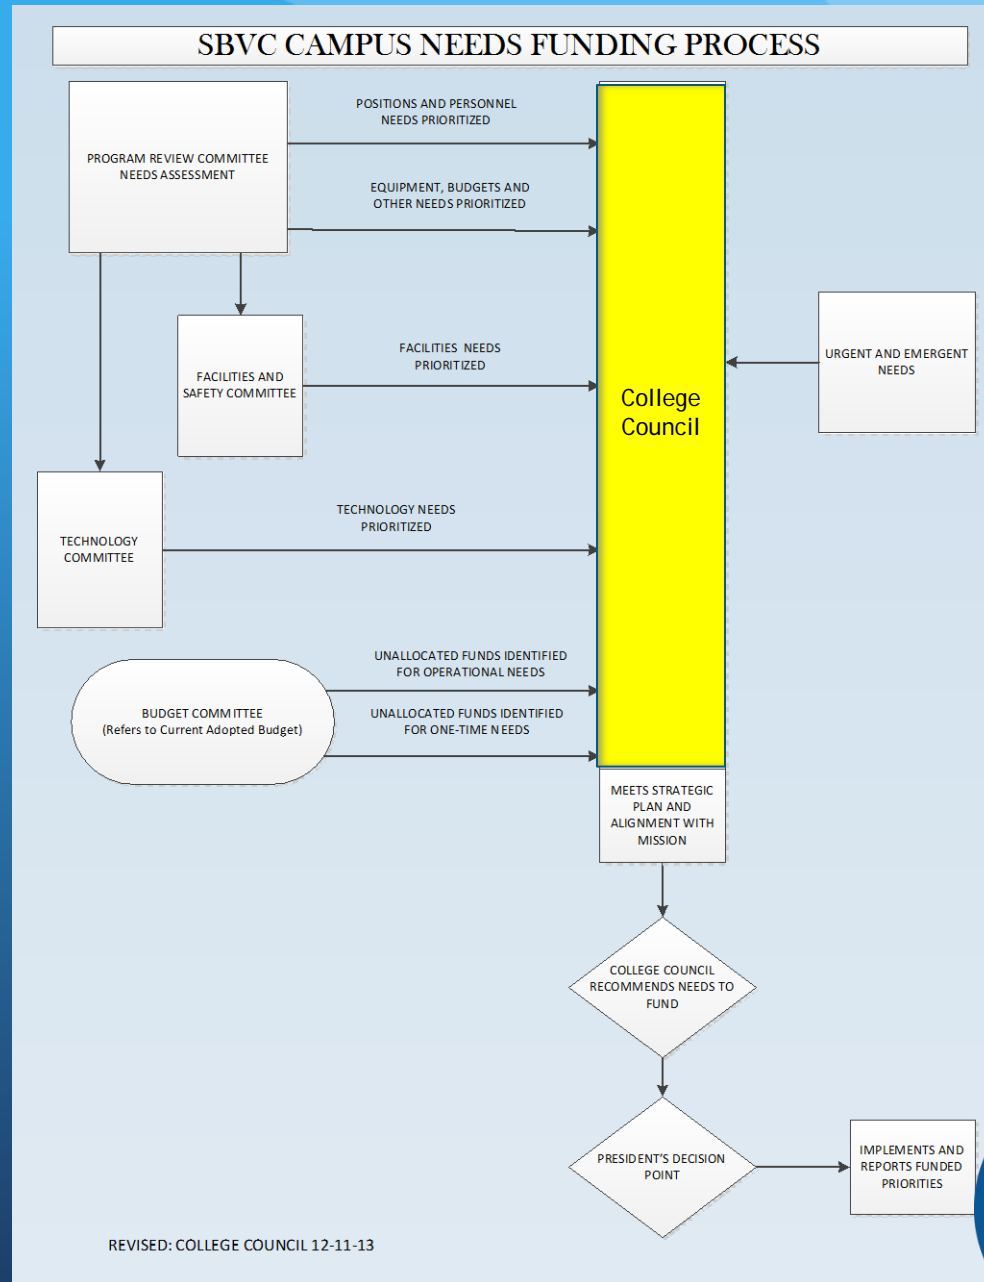 SBVC CAMPUS NEEDS FUNDING PROCESS
POSITIONS AND PERSONNEL
NEEDS PRIORITIZED
PROGRAM REVIEW COMMITTEE
NEEDS ASSESSMENT
EQUIPMENT, BUDGETS AND
OTHER NEEDS PRIORITIZED
FACILITIES AND
SAFETY COMMITTEE
FACILITIES NEEDS
PRIORITIZED
College
Council
URGENT AND EMERGENT
NEEDS
TECHNOLOGY
COMMITTEE
TECHNOLOGY NEEDS
PRIORITIZED
BUDGET COMMITTEE
(Refers to Current Adopted Budget)
UNALLOCATED FUNDS IDENTIFIED
FOR OPERATIONAL NEEDS
UNALLOCATED FUNDS IDENTIFIED
FOR ONE-TIME NEEDS
MEETS STRATEGIC
PLAN AND
ALIGNMENT WITH
MISSION
COLLEGE COUNCIL
RECOMMENDS NEEDS TO
FUND
PRESIDENT'S DECISION
POINT
IMPLEMENTS AND
REPORTS FUNDED
PRIORITIES
REVISED: COLLEGE COUNCIL 12-11-13